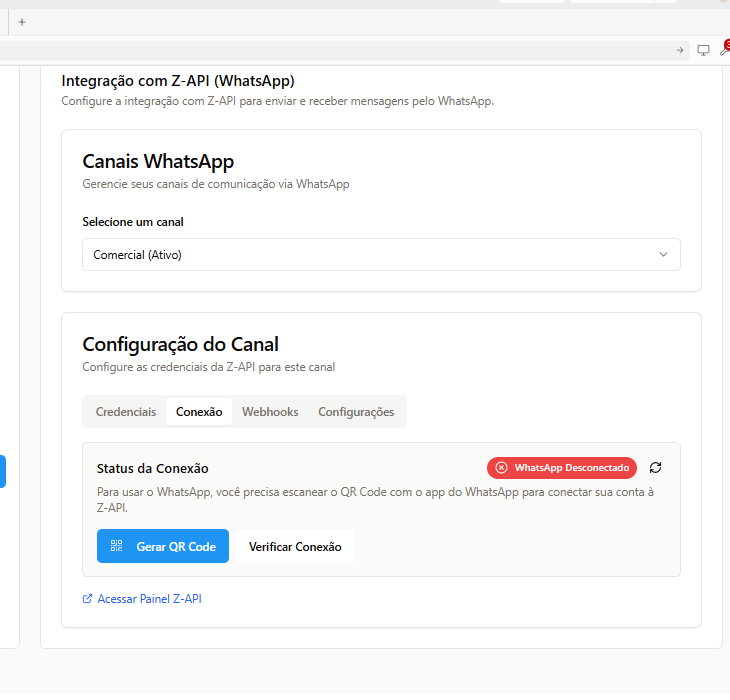 Integração com Z-API (WhatsApp)
Configure a integração com Z-API para enviar e receber mensagens pelo WhatsApp.
Canais WhatsApp
Gerencie seus canais de comunicação via WhatsApp
Selecione um canal
Comercial (Ativo)
Configuração do Canal
Configure as credenciais da Z-API para este canal
Credenciais Conexão Webhooks Configurações
Status da Conexão WhatsApp Desconectado
Para usar o WhatsApp, você precisa escanear o QR Code com o app do WhatsApp para conectar sua conta à
Z-API.
Gerar QR Code Verificar Conexão
Acessar Painel Z-API